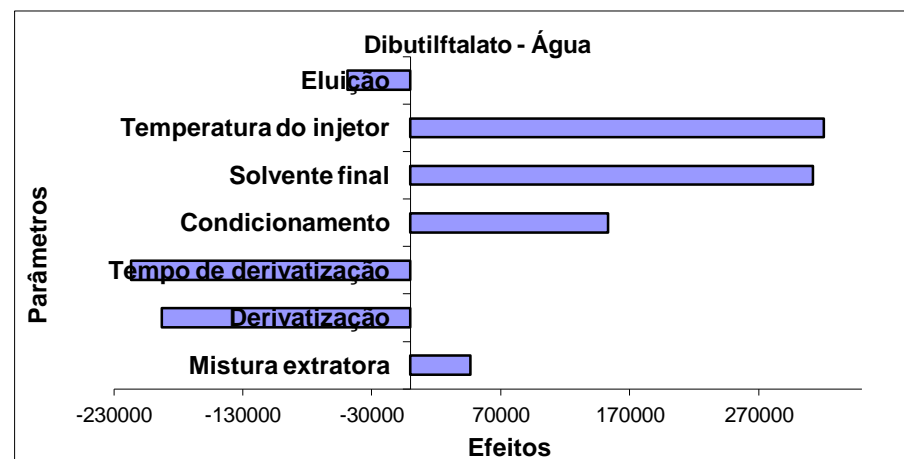 Dibutilftalato - Água
Eluição
Temperatura do injetor
Solvente final
Condicionamento
Tempo de derivatização
Derivatização
Mistura extratora
Parâmetros
-230000 -130000 -30000 70000 170000 270000
Efeitos